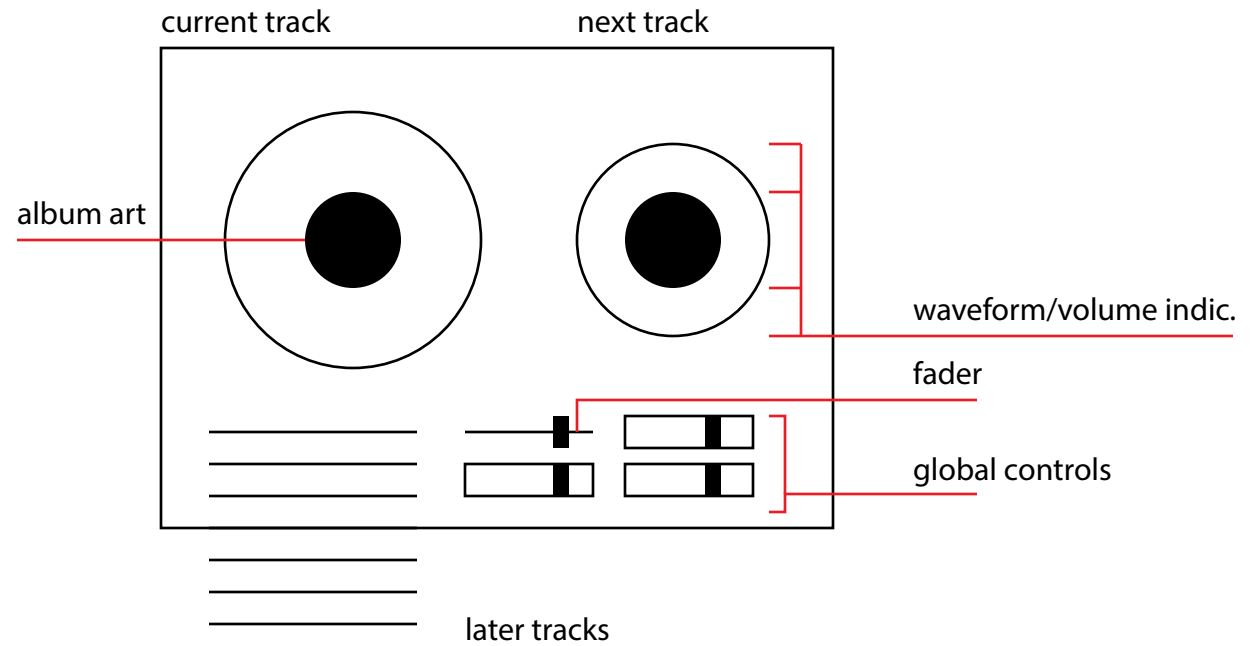 current track
next track
album art
waveform/volume indic.
fader
global controls
later tracks